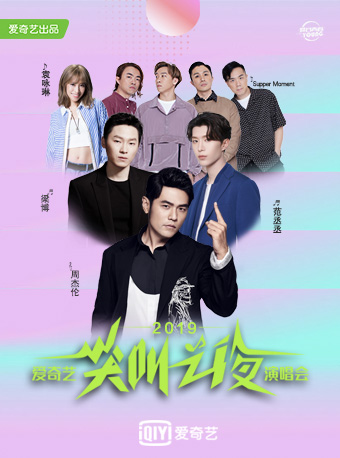 爱奇艺出品
袁咏琳
Supper Moment
梁博
范丞丞
周杰伦
2019
爱奇艺 尖叫之夜 演唱会
iQIYI 爱奇艺